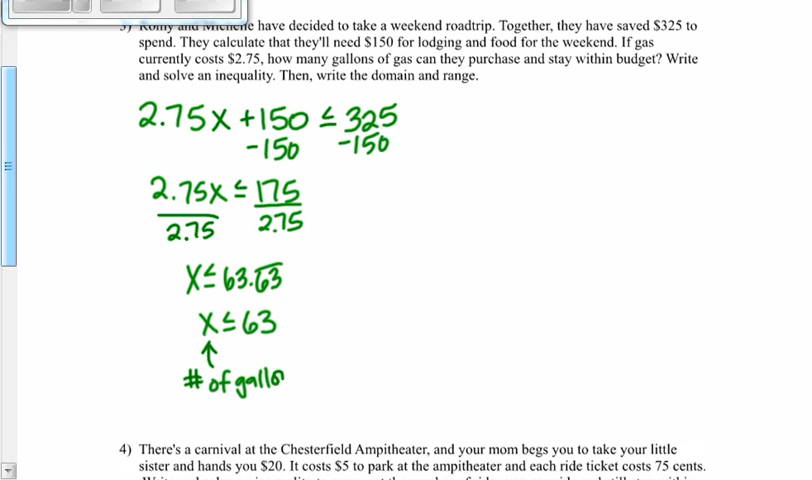 3) Romy and Michelle have decided to take a weekend roadtrip. Together, they have saved $325 to
spend. They calculate that they'll need $150 for lodging and food for the weekend. If gas
currently costs $2.75, how many gallons of gas can they purchase and stay within budget? Write
and solve an inequality. Then, write the domain and range.
2.75x + 150 ≤ 325
-150 -150
2.75x ≤ 175
2.75 2.75
x ≤ 63.6̅3̅
x ≤ 63
↑
# of gallo
4) There's a carnival at the Chesterfield Ampitheater, and your mom begs you to take your little
sister and hands you $20. It costs $5 to park at the ampitheater and each ride ticket costs 75 cents.